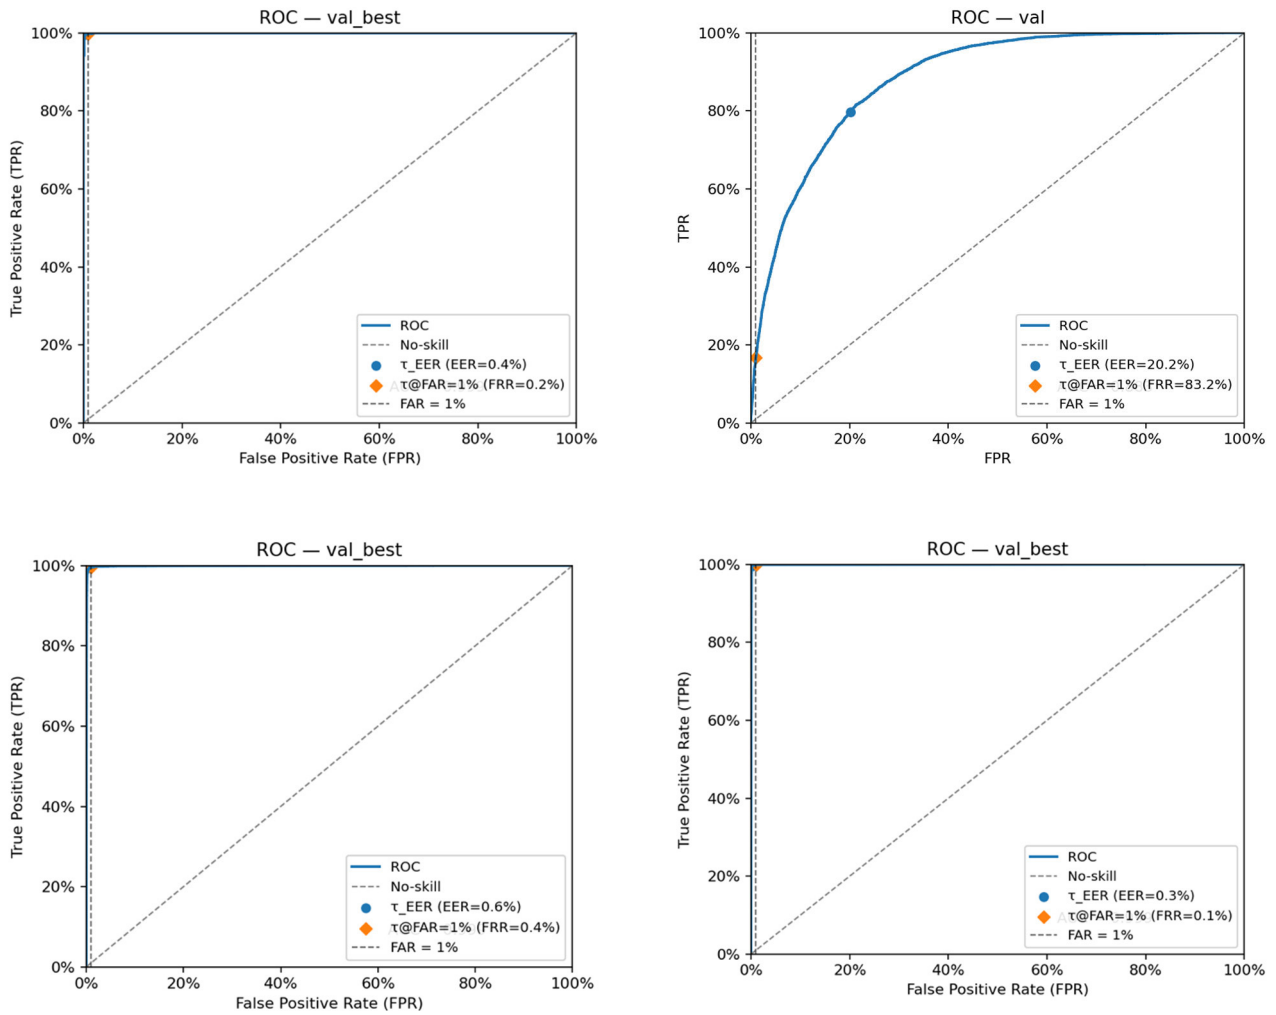 ROC — val_best
100%
80%
60%
40%
20%
0%
True Positive Rate (TPR)
ROC
No-skill
τ_EER (EER=0.4%)
τ@FAR=1% (FRR=0.2%)
FAR = 1%
0% 20% 40% 60% 80% 100%
False Positive Rate (FPR)
ROC — val
100%
80%
60%
40%
20%
0%
TPR
ROC
No-skill
τ_EER (EER=20.2%)
τ@FAR=1% (FRR=83.2%)
FAR = 1%
0% 20% 40% 60% 80% 100%
FPR
ROC — val_best
100%
80%
60%
40%
20%
0%
True Positive Rate (TPR)
ROC
No-skill
τ_EER (EER=0.6%)
τ@FAR=1% (FRR=0.4%)
FAR = 1%
0% 20% 40% 60% 80% 100%
False Positive Rate (FPR)
ROC — val_best
100%
80%
60%
40%
20%
0%
True Positive Rate (TPR)
ROC
No-skill
τ_EER (EER=0.3%)
τ@FAR=1% (FRR=0.1%)
FAR = 1%
0% 20% 40% 60% 80% 100%
False Positive Rate (FPR)